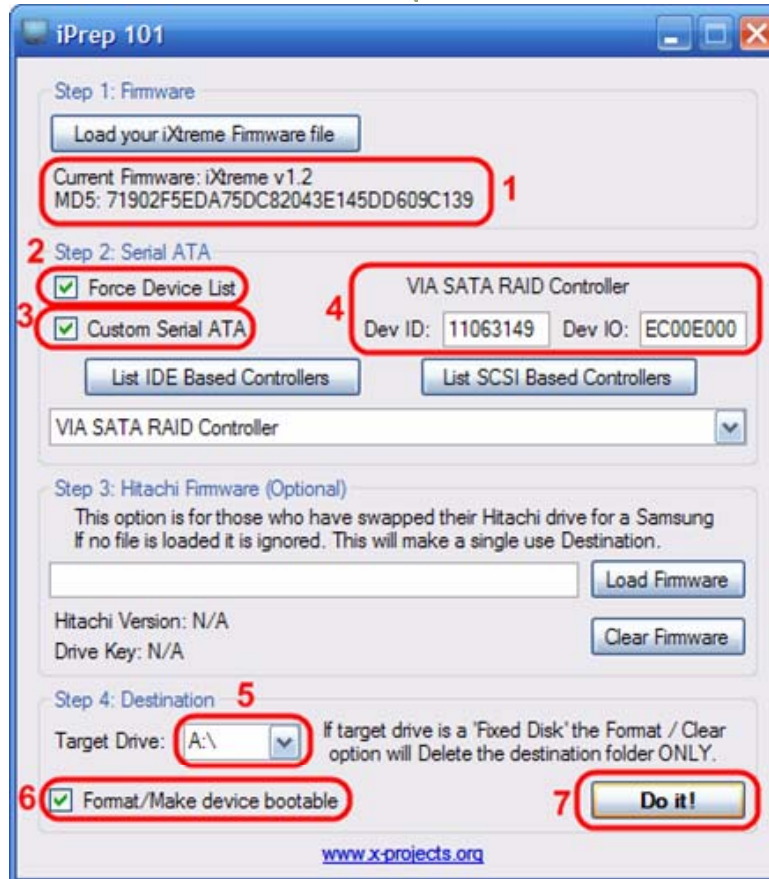 iPrep 101
Step 1: Firmware
Load your iXtreme Firmware file
Current Firmware: iXtreme v1.2
MD5: 71902F5EDA75DC82043E145DD609C139
1
Step 2: Serial ATA
2
Force Device List
3
Custom Serial ATA
4
VIA SATA RAID Controller
Dev ID: 11063149 Dev IO: EC00E000
List IDE Based Controllers
List SCSI Based Controllers
VIA SATA RAID Controller
Step 3: Hitachi Firmware (Optional)
This option is for those who have swapped their Hitachi drive for a Samsung
If no file is loaded it is ignored. This will make a single use Destination.
Load Firmware
Hitachi Version: N/A
Drive Key: N/A
Clear Firmware
Step 4: Destination
5
Target Drive: A:\
If target drive is a 'Fixed Disk' the Format / Clear
option will Delete the destination folder ONLY.
6
Format/Make device bootable
7
Do it!
www.x-projects.org